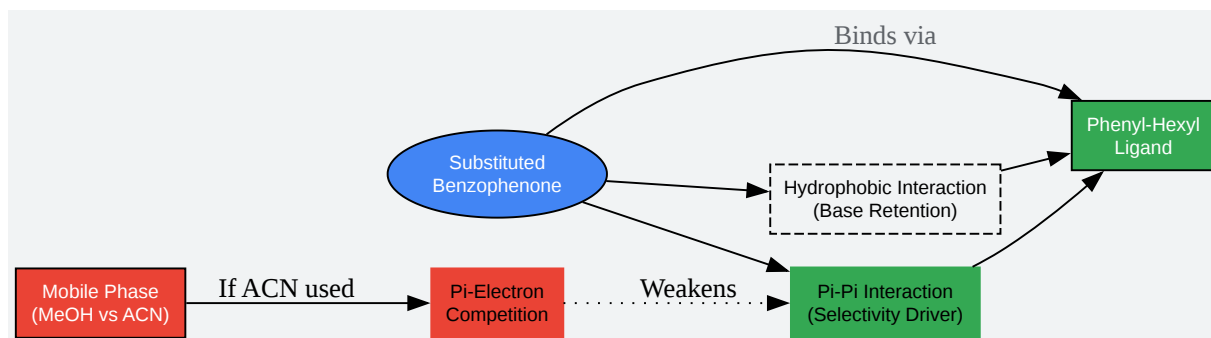 Binds via
Phenyl-Hexyl
Ligand
Substituted
Benzophenone
Hydrophobic Interaction
(Base Retention)
Mobile Phase
(MeOH vs ACN)
If ACN used
Pi-Electron
Competition
Weakens
Pi-Pi Interaction
(Selectivity Driver)